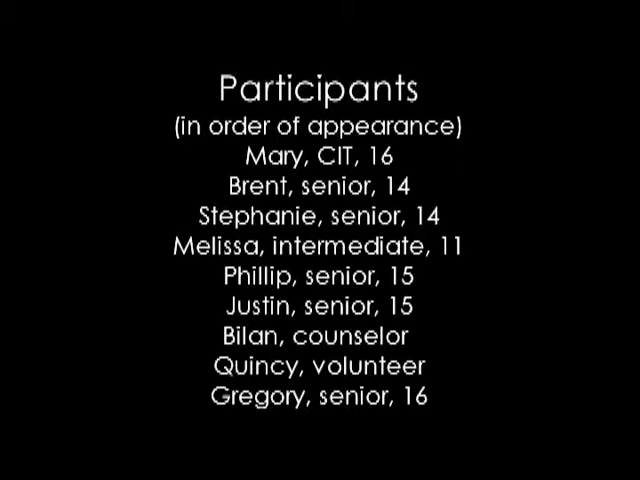 Participants
(in order of appearance)
Mary, CIT, 16
Brent, senior, 14
Stephanie, senior, 14
Melissa, intermediate, 11
Phillip, senior, 15
Justin, senior, 15
Bilan, counselor
Quincy, volunteer
Gregory, senior, 16